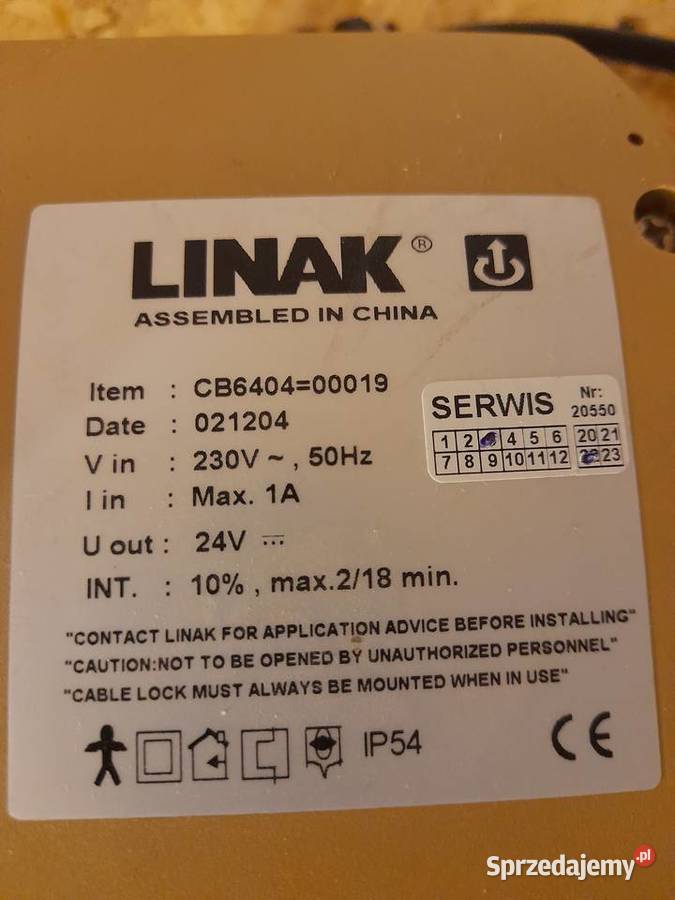 LINAK®
ASSEMBLED IN CHINA
Item : CB6404=00019
Date : 021204
V in : 230V ~ , 50Hz
I in : Max. 1A
U out : 24V ⎓
INT. : 10% , max.2/18 min.
SERWIS Nr: 20550
1 2 4 5 6 20 21
7 8 9 10 11 12 23
"CONTACT LINAK FOR APPLICATION ADVICE BEFORE INSTALLING"
"CAUTION:NOT TO BE OPENED BY UNAUTHORIZED PERSONNEL"
"CABLE LOCK MUST ALWAYS BE MOUNTED WHEN IN USE"
IP54 CE
Sprzedajemy.pl